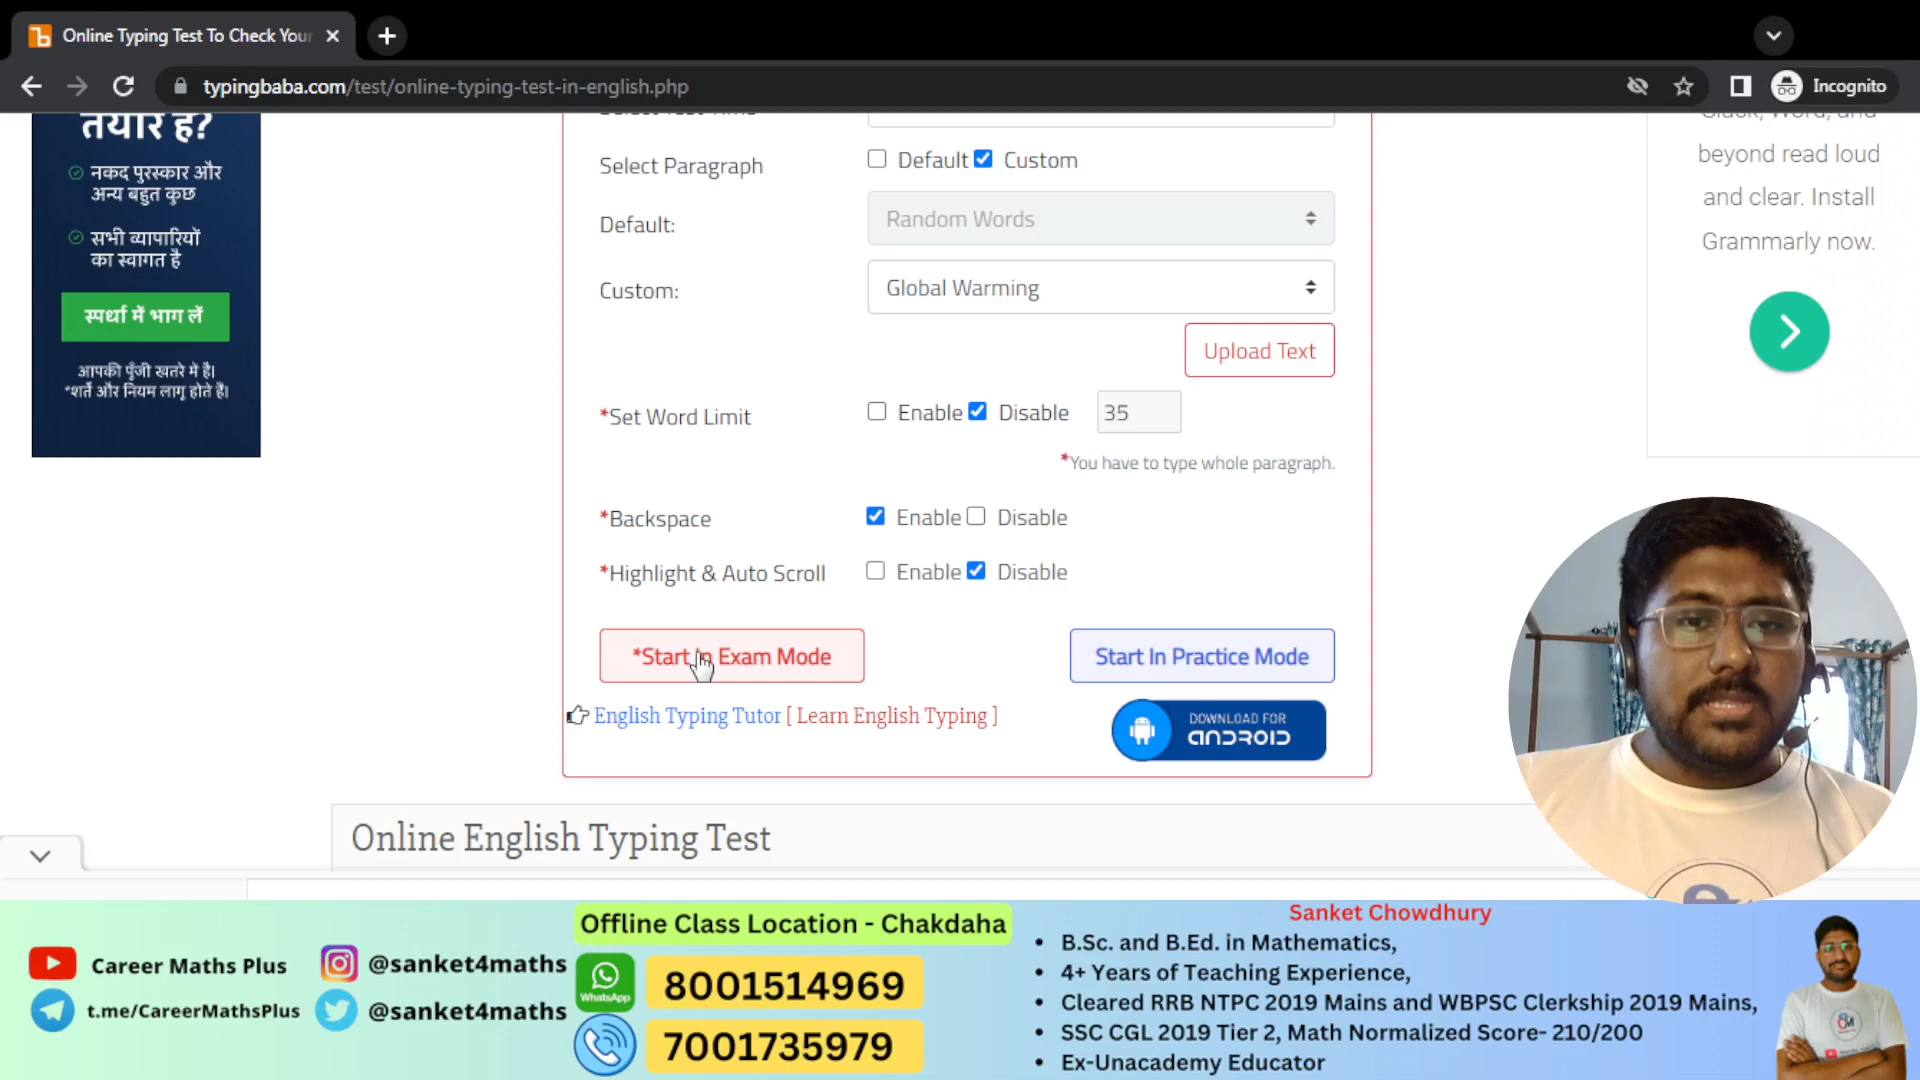 Online Typing Test To Check Your
typingbaba.com/test/online-typing-test-in-english.php
Incognito
तैयार हैं?
नकद पुरस्कार और
अन्य बहुत कुछ
सभी व्यापारियों
का स्वागत है
स्पर्धा में भाग लें
आपकी पूँजी खतरे में है।
*शर्तें और नियम लागू होते हैं।
Select Paragraph
Default
Custom
Default:
Random Words
Custom:
Global Warming
Upload Text
*Set Word Limit
Enable
Disable
35
*You have to type whole paragraph.
*Backspace
Enable
Disable
*Highlight & Auto Scroll
Enable
Disable
*Start In Exam Mode
Start In Practice Mode
English Typing Tutor [ Learn English Typing ]
DOWNLOAD FOR
ANDROID
beyond read loud
and clear. Install
Grammarly now.
Online English Typing Test
Career Maths Plus
@sanket4maths
t.me/CareerMathsPlus
@sanket4maths
Offline Class Location - Chakdaha
WhatsApp
8001514969
7001735979
Sanket Chowdhury
• B.Sc. and B.Ed. in Mathematics,
• 4+ Years of Teaching Experience,
• Cleared RRB NTPC 2019 Mains and WBPSC Clerkship 2019 Mains,
• SSC CGL 2019 Tier 2, Math Normalized Score- 210/200
• Ex-Unacademy Educator